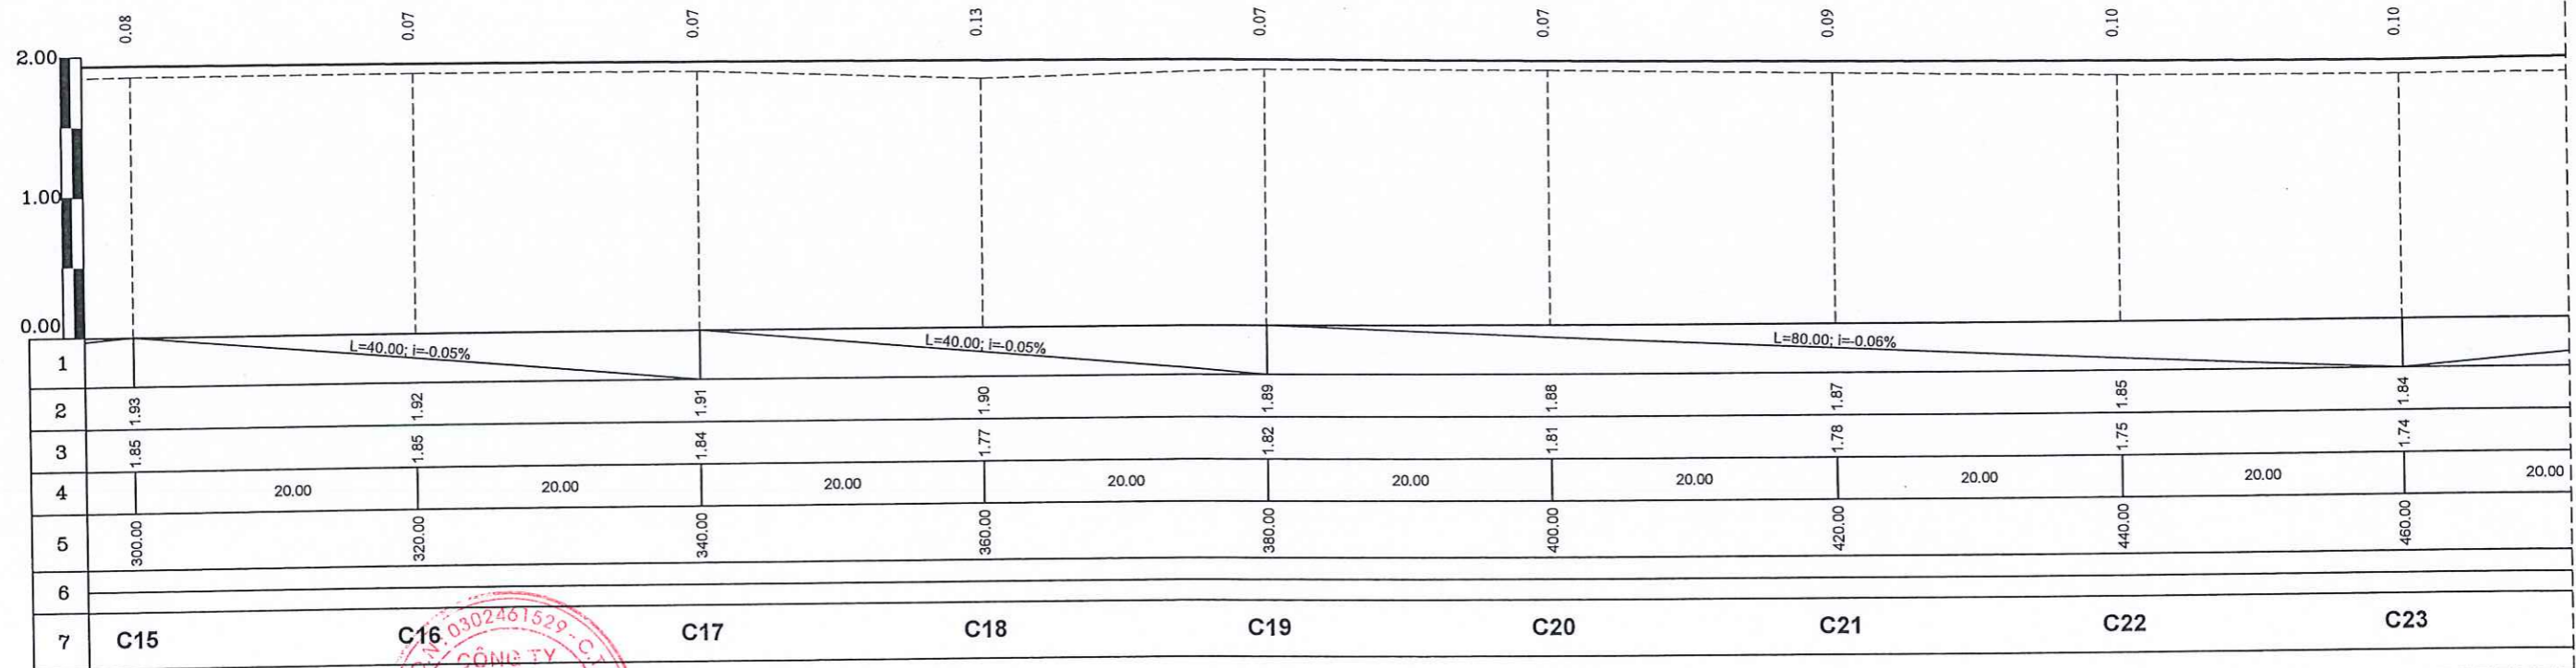 0.08 0.07 0.07 0.13 0.07 0.07 0.09 0.10 0.10
2.00
1.00
0.00
1 L=40.00; i=-0.05% L=40.00; i=-0.05% L=80.00; i=-0.06%
2 1.93 1.92 1.91 1.90 1.89 1.88 1.87 1.85 1.84
3 1.85 1.85 1.84 1.77 1.82 1.81 1.78 1.75 1.74
4 20.00 20.00 20.00 20.00 20.00 20.00 20.00 20.00 20.00
5 300.00 320.00 340.00 360.00 380.00 400.00 420.00 440.00 460.00
6
7 C15 C16 C17 C18 C19 C20 C21 C22 C23
0302461529-C.T
CÔNG TY